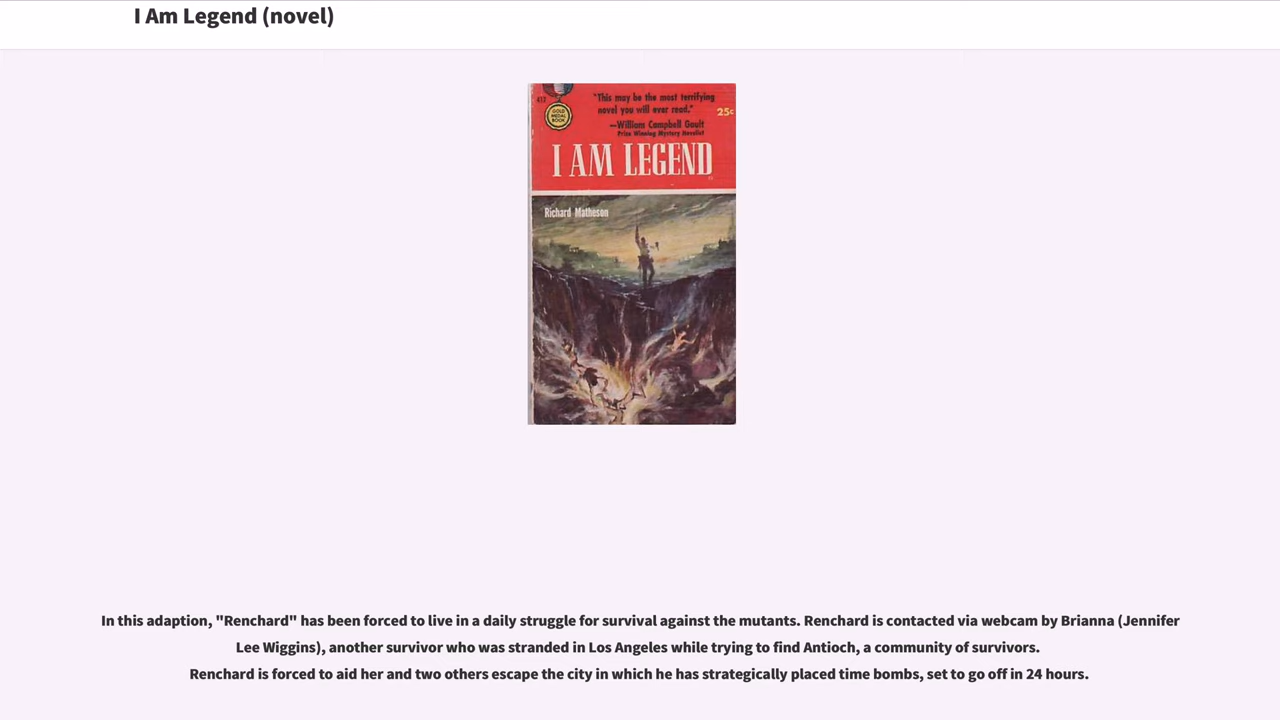 I Am Legend (novel)
"This may be the most terrifying
novel you will ever read."
417
25¢
GOLD
MEDAL
BOOK
—William Campbell Gault
Prize Winning Mystery Novelist
I AM LEGEND
Richard Matheson
In this adaption, "Renchard" has been forced to live in a daily struggle for survival against the mutants. Renchard is contacted via webcam by Brianna (Jennifer
Lee Wiggins), another survivor who was stranded in Los Angeles while trying to find Antioch, a community of survivors.
Renchard is forced to aid her and two others escape the city in which he has strategically placed time bombs, set to go off in 24 hours.